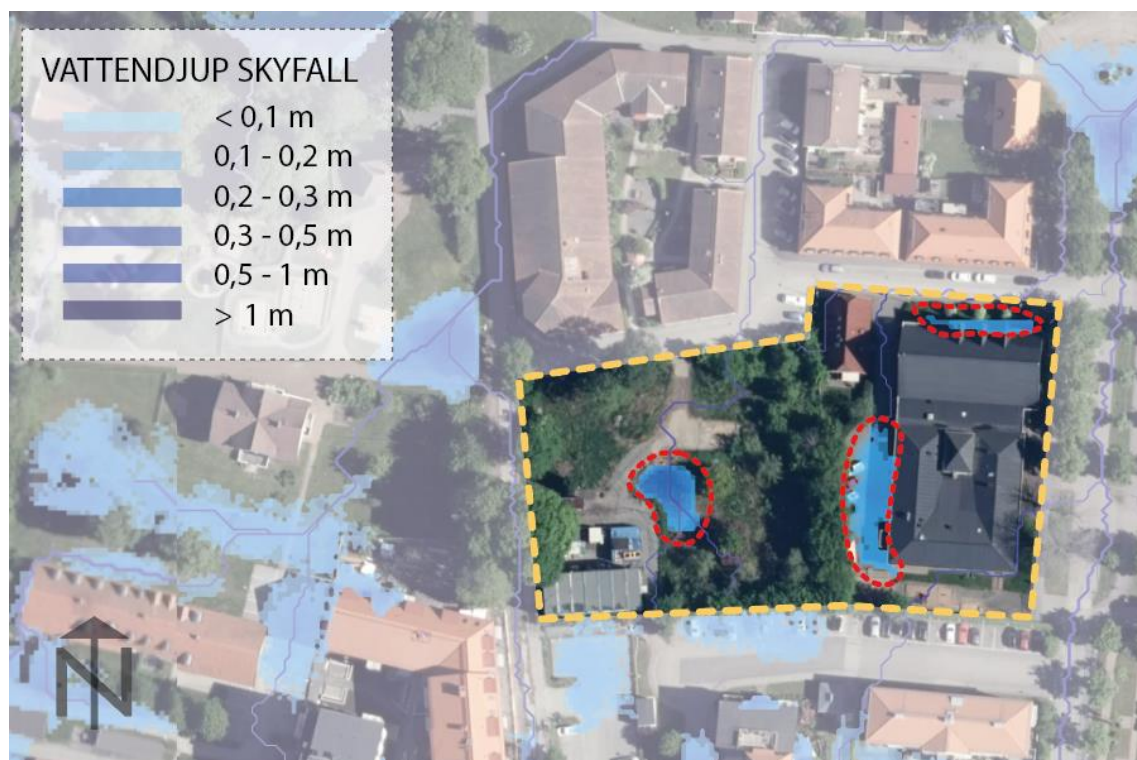 VATTENDJUP SKYFALL
< 0,1 m
0,1 - 0,2 m
0,2 - 0,3 m
0,3 - 0,5 m
0,5 - 1 m
> 1 m
N